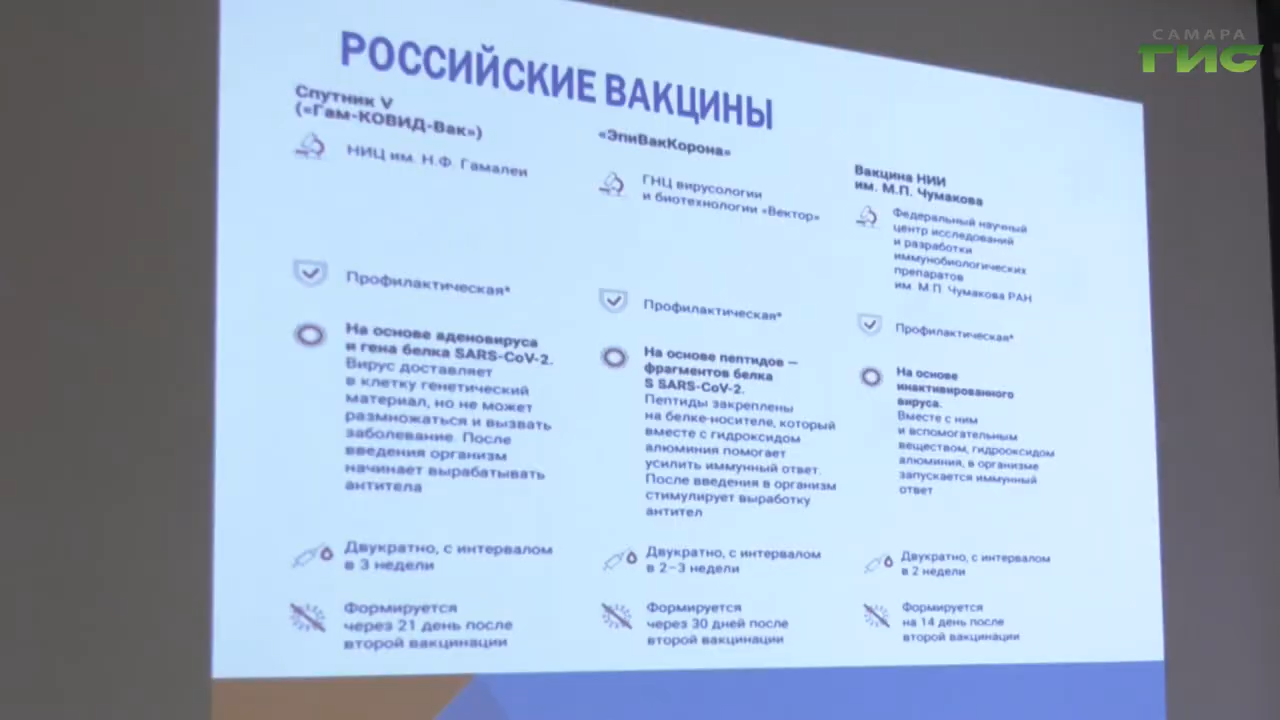 САМАРА
ГИС
РОССИЙСКИЕ ВАКЦИНЫ
Спутник V
(«Гам-КОВИД-Вак»)
НИЦ им. Н.Ф. Гамалеи
Профилактическая*
На основе аденовируса
и гена белка SARS-CoV-2.
Вирус доставляет
в клетку генетический
материал, но не может
размножаться и вызвать
заболевание. После
введения организм
начинает вырабатывать
антитела
Двукратно, с интервалом
в 3 недели
Формируется
через 21 день после
второй вакцинации
«ЭпиВакКорона»
ГНЦ вирусологии
и биотехнологии «Вектор»
Профилактическая*
На основе пептидов —
фрагментов белка
S SARS-CoV-2.
Пептиды закреплены
на белке-носителе, который
вместе с гидроксидом
алюминия помогает
усилить иммунный ответ.
После введения в организм
стимулирует выработку
антител
Двукратно, с интервалом
в 2–3 недели
Формируется
через 30 дней после
второй вакцинации
Вакцина НИИ
им. М.П. Чумакова
Федеральный научный
центр исследований
и разработки
иммунобиологических
препаратов
им. М.П. Чумакова РАН
Профилактическая*
На основе
инактивированного
вируса.
Вместе с ним
и вспомогательным
веществом, гидрооксидом
алюминия, в организме
запускается иммунный
ответ
Двукратно, с интервалом
в 2 недели
Формируется
на 14 день после
второй вакцинации